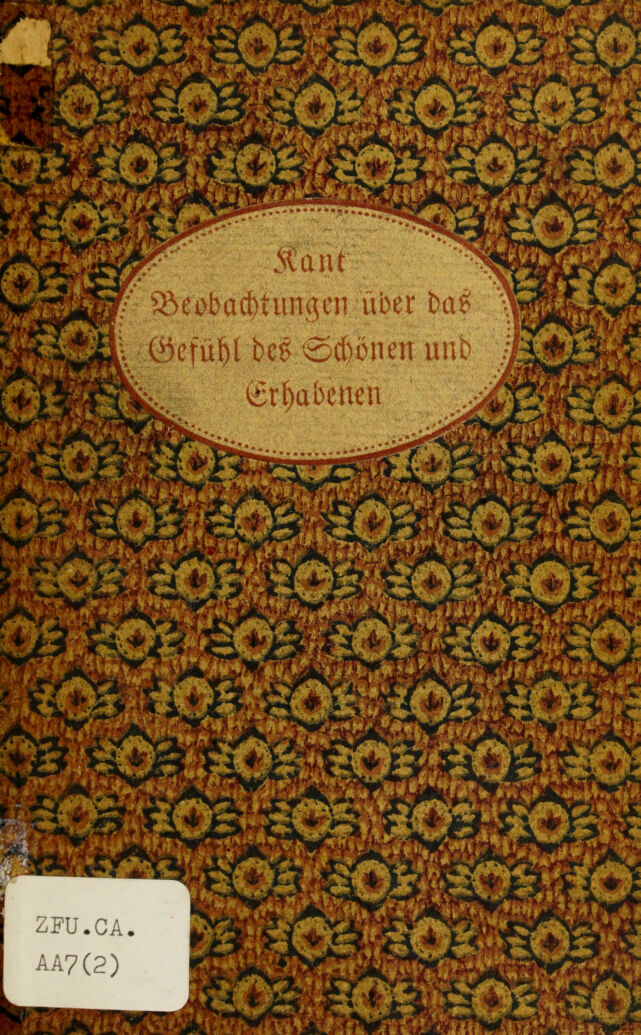 Kant
Beobachtungen über das
Gefühl des Schönen und
Erhabenen
ZFU.CA.
AA7(2)